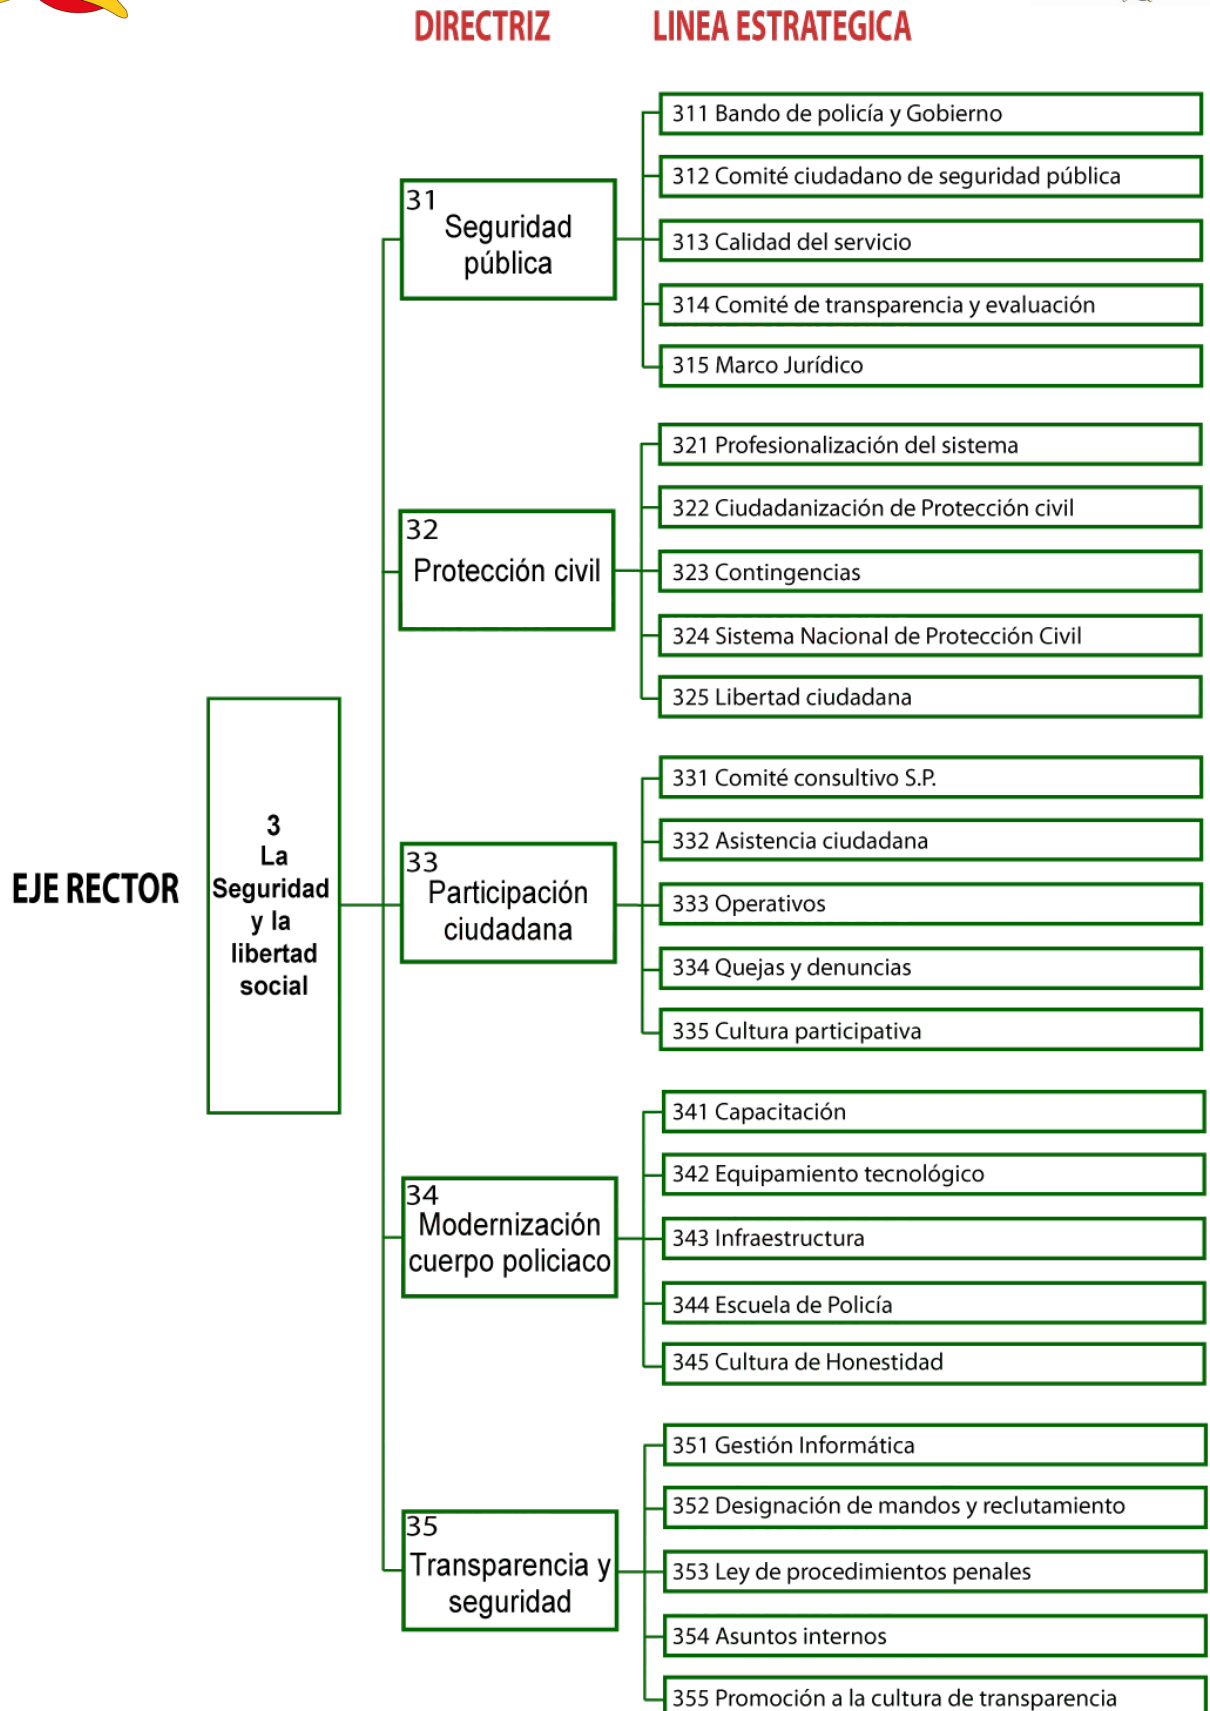 DIRECTRIZ
LINEA ESTRATEGICA
EJE RECTOR
3
La
Seguridad
y la
libertad
social
31
Seguridad
pública
311 Bando de policía y Gobierno
312 Comité ciudadano de seguridad pública
313 Calidad del servicio
314 Comité de transparencia y evaluación
315 Marco Jurídico
32
Protección civil
321 Profesionalización del sistema
322 Ciudadanización de Protección civil
323 Contingencias
324 Sistema Nacional de Protección Civil
325 Libertad ciudadana
33
Participación
ciudadana
331 Comité consultivo S.P.
332 Asistencia ciudadana
333 Operativos
334 Quejas y denuncias
335 Cultura participativa
34
Modernización
cuerpo policiaco
341 Capacitación
342 Equipamiento tecnológico
343 Infraestructura
344 Escuela de Policía
345 Cultura de Honestidad
35
Transparencia y
seguridad
351 Gestión Informática
352 Designación de mandos y reclutamiento
353 Ley de procedimientos penales
354 Asuntos internos
355 Promoción a la cultura de transparencia